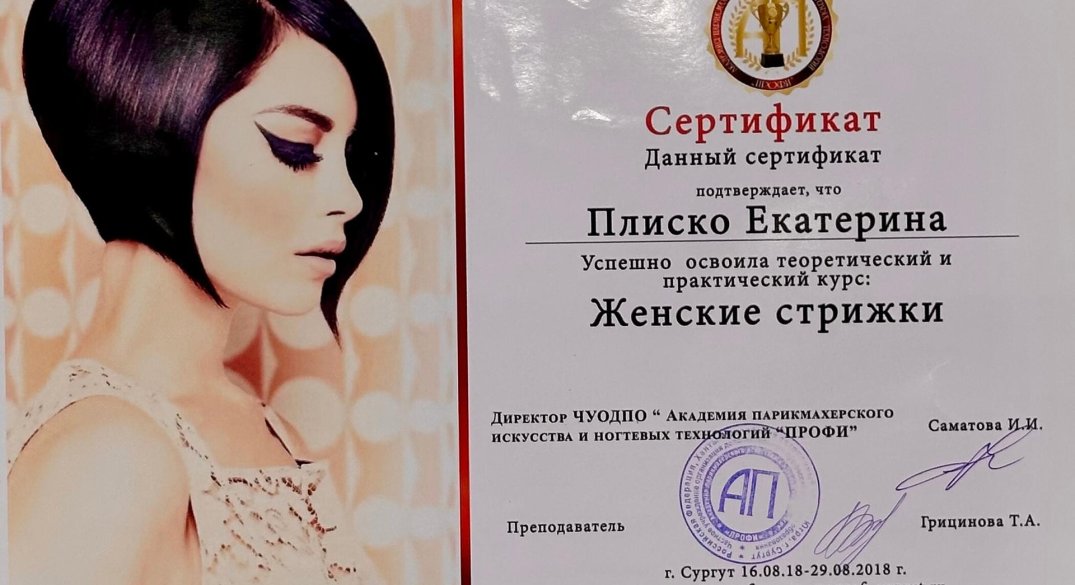 Сертификат
Данный сертификат
подтверждает, что
Плиско Екатерина
Успешно освоила теоретический и
практический курс:
Женские стрижки
Директор ЧУОДПО “ Академия парикмахерского
искусства и ногтевых технологий “ПРОФИ”
Саматова И.И.
АП
ПРОФИ
Преподаватель
Грицинова Т.А.
г. Сургут 16.08.18-29.08.2018 г.